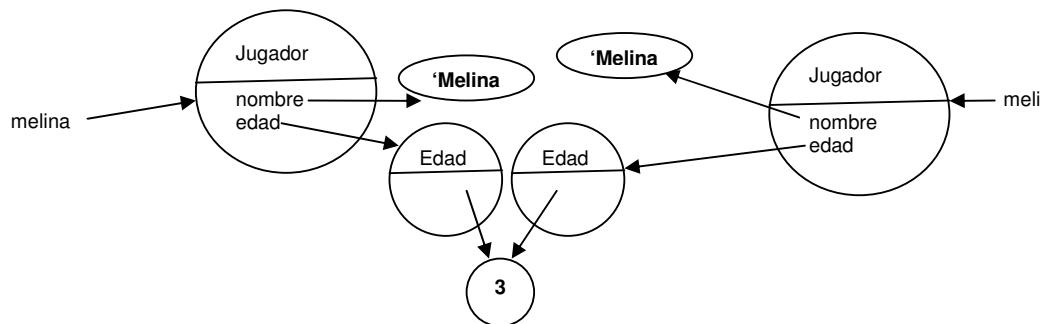 melina
Jugador
nombre
edad
‘Melina
‘Melina
Edad
Edad
3
Jugador
nombre
edad
meli